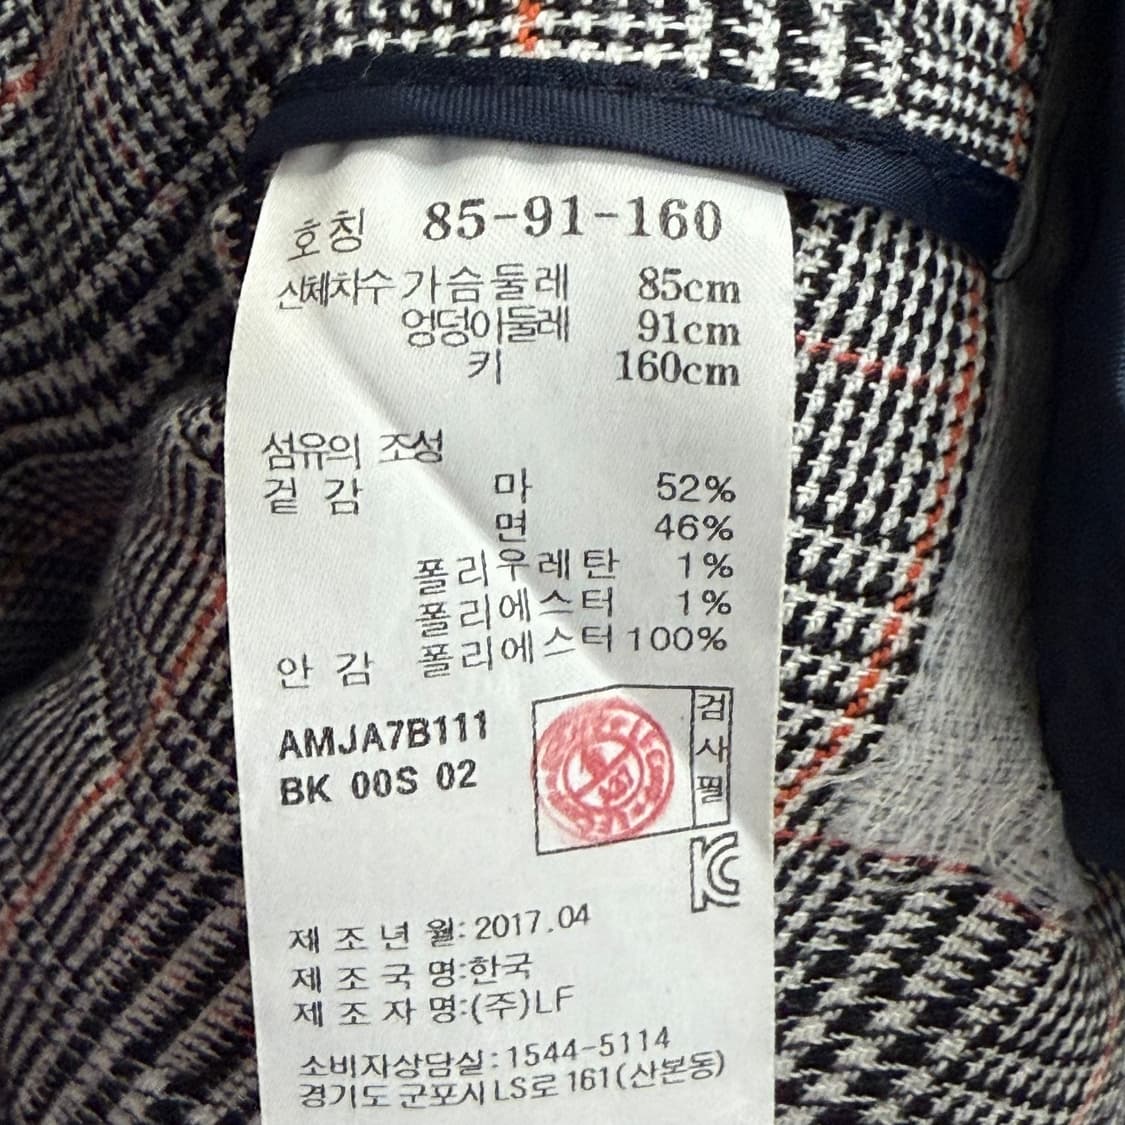 호칭 85-91-160
신체치수 가슴둘레 85cm
엉덩이둘레 91cm
키 160cm
섬유의 조성
겉 감 마 52%
면 46%
폴리우레탄 1%
폴리에스터 1%
안 감 폴리에스터 100%
AMJA7B111
BK 00S 02
검사필
KC
제 조 년 월: 2017.04
제 조 국 명:한국
제 조 자 명:(주)LF
소비자상담실: 1544-5114
경기도 군포시 LS로 161(산본동)